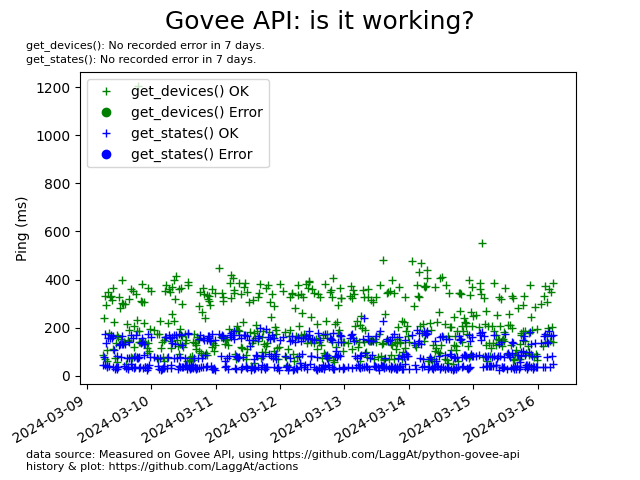 Govee API: is it working?
get_devices(): No recorded error in 7 days.
get_states(): No recorded error in 7 days.
get_devices() OK
get_devices() Error
get_states() OK
get_states() Error
Ping (ms)
1200
1000
800
600
400
200
0
2024-03-09
2024-03-10
2024-03-11
2024-03-12
2024-03-13
2024-03-14
2024-03-15
2024-03-16
data source: Measured on Govee API, using https://github.com/LaggAt/python-govee-api
history & plot: https://github.com/LaggAt/actions